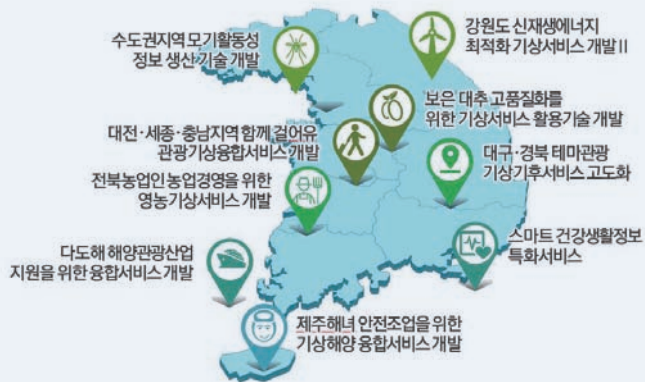 수도권지역 모기활동성
정보 생산 기술 개발
강원도 신재생에너지
최적화 기상서비스 개발 II
보은 대추 고품질화를
위한 기상서비스 활용기술 개발
대전·세종·충남지역 함께 걸어유
관광기상융합서비스 개발
대구·경북 테마관광
기상기후서비스 고도화
전북농업인 농업경영을 위한
영농기상서비스 개발
스마트 건강생활정보
특화서비스
다도해 해양관광산업
지원을 위한 융합서비스 개발
제주해녀 안전조업을 위한
기상해양 융합서비스 개발